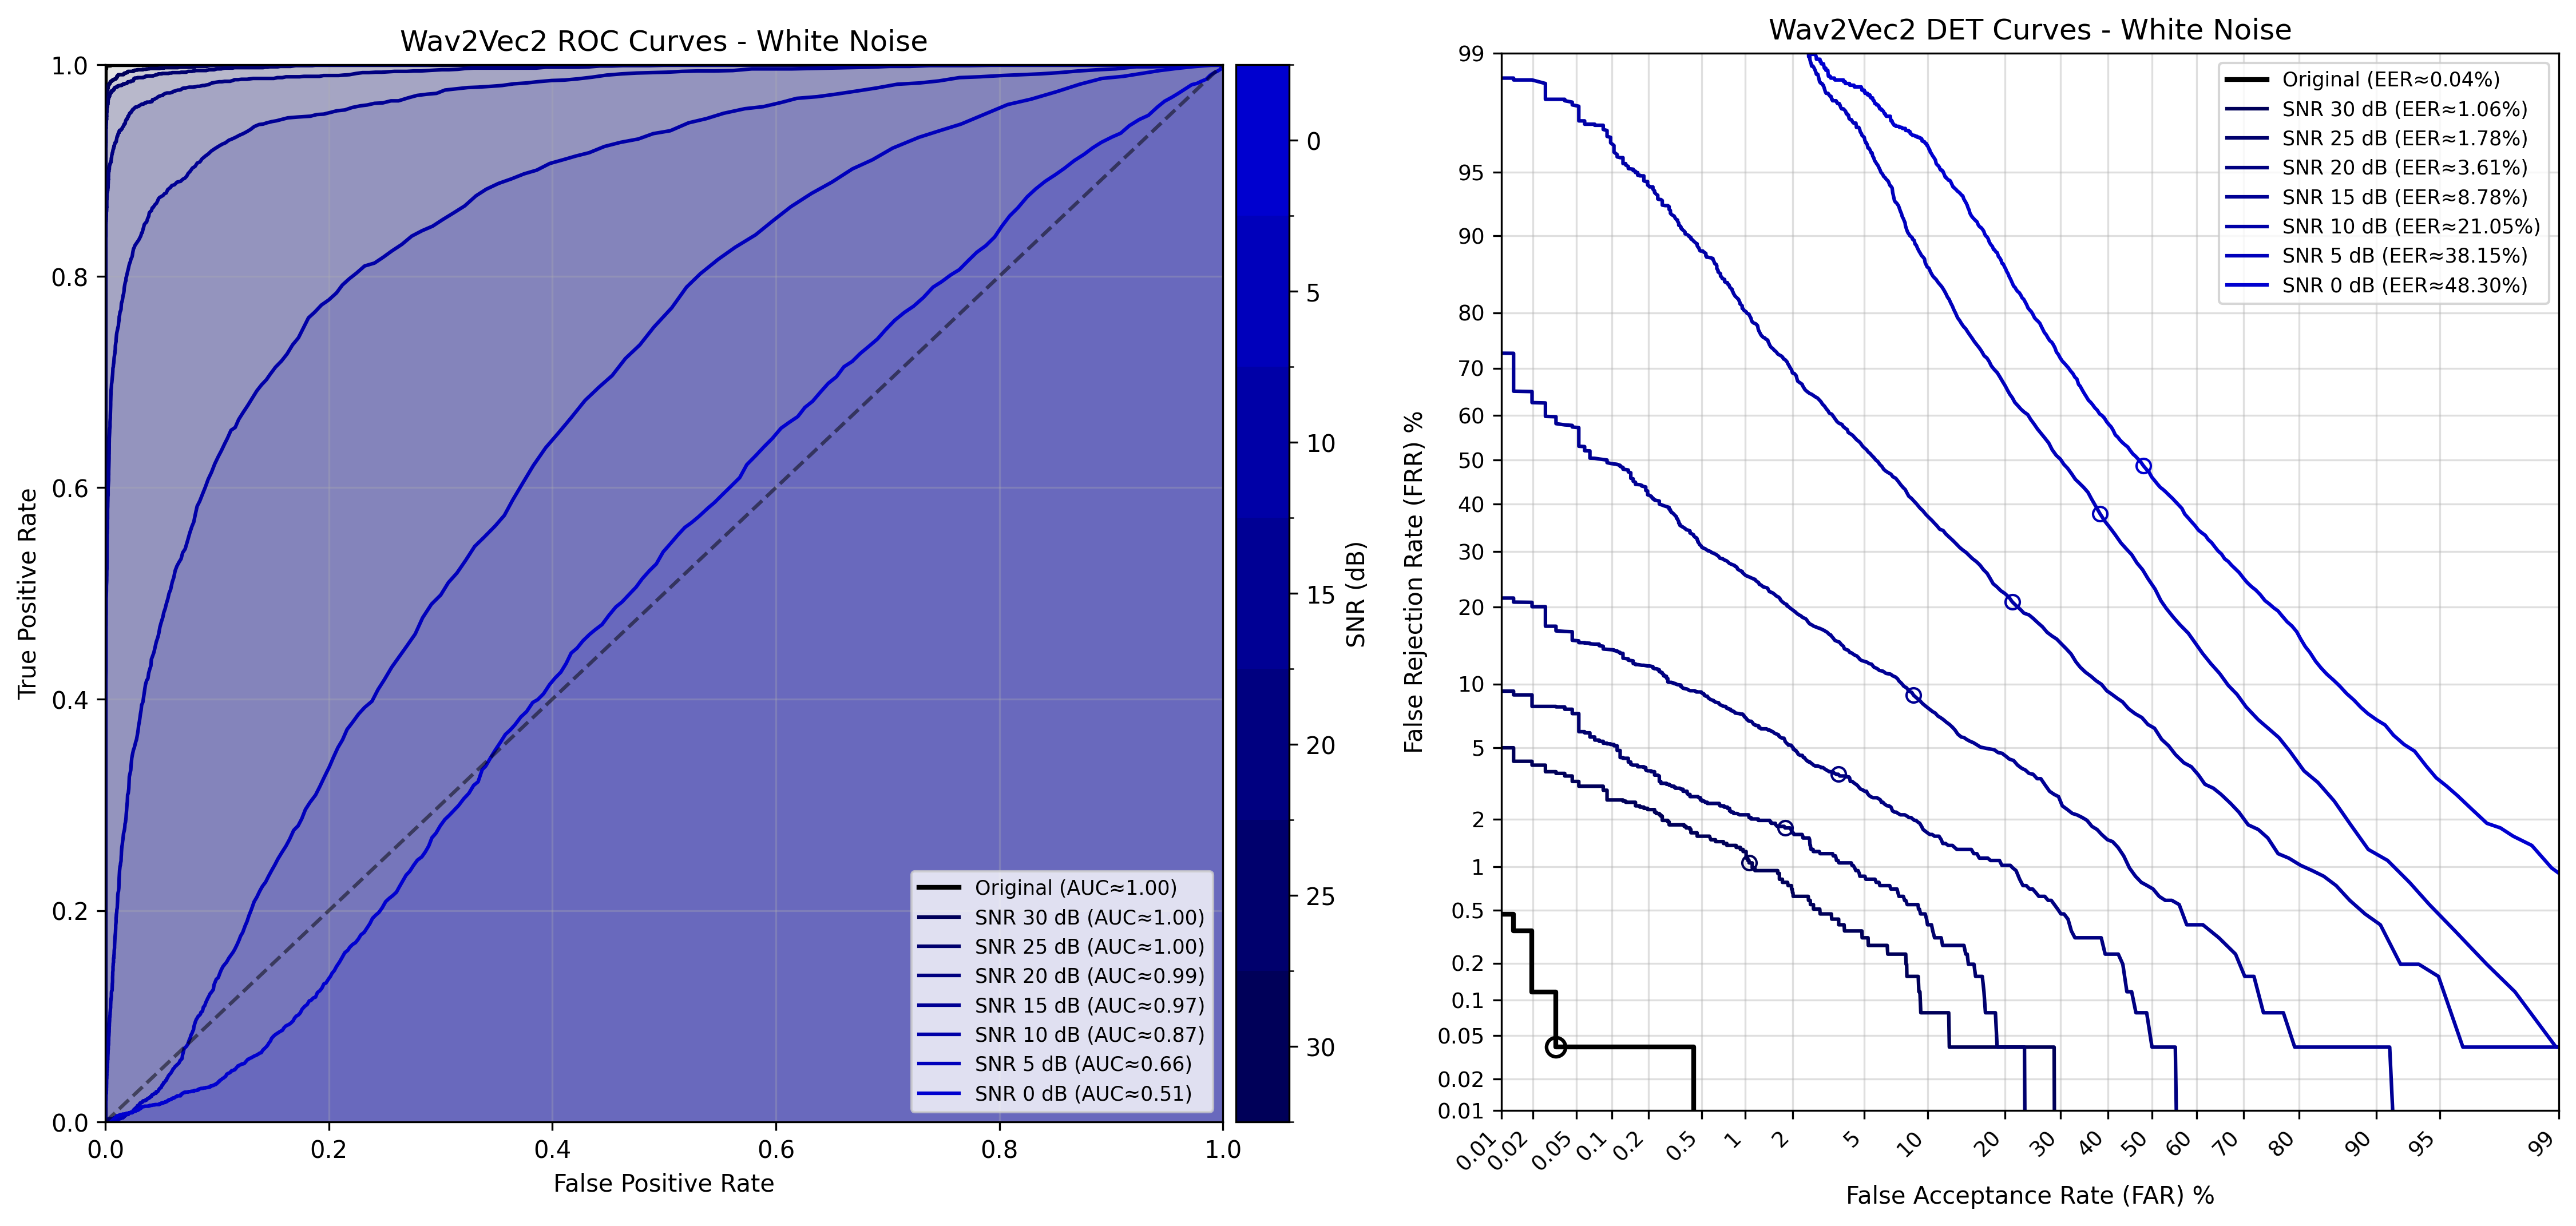 Wav2Vec2 ROC Curves - White Noise
1.0
0.8
0.6
0.4
0.2
0.0
True Positive Rate
0.0 0.2 0.4 0.6 0.8 1.0
False Positive Rate
Original (AUC≈1.00)
SNR 30 dB (AUC≈1.00)
SNR 25 dB (AUC≈1.00)
SNR 20 dB (AUC≈0.99)
SNR 15 dB (AUC≈0.97)
SNR 10 dB (AUC≈0.87)
SNR 5 dB (AUC≈0.66)
SNR 0 dB (AUC≈0.51)
0
5
10
15
20
25
30
SNR (dB)
Wav2Vec2 DET Curves - White Noise
99
95
90
80
70
60
50
40
30
20
10
5
2
1
0.5
0.2
0.1
0.05
0.02
0.01
False Rejection Rate (FRR) %
0.01 0.02 0.05 0.1 0.2 0.5 1 2 5 10 20 30 40 50 60 70 80 90 95 99
False Acceptance Rate (FAR) %
Original (EER≈0.04%)
SNR 30 dB (EER≈1.06%)
SNR 25 dB (EER≈1.78%)
SNR 20 dB (EER≈3.61%)
SNR 15 dB (EER≈8.78%)
SNR 10 dB (EER≈21.05%)
SNR 5 dB (EER≈38.15%)
SNR 0 dB (EER≈48.30%)